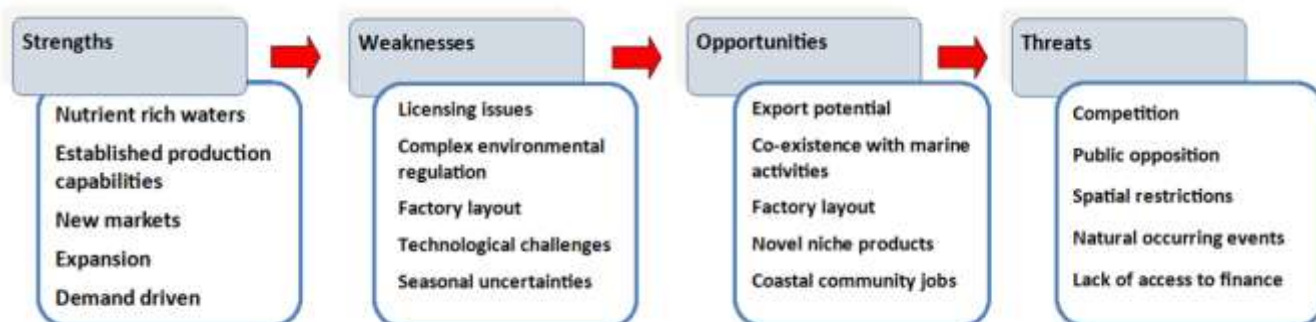 Strengths
Nutrient rich waters
Established production
capabilities
New markets
Expansion
Demand driven
Weaknesses
Licensing issues
Complex environmental
regulation
Factory layout
Technological challenges
Seasonal uncertainties
Opportunities
Export potential
Co-existence with marine
activities
Factory layout
Novel niche products
Coastal community jobs
Threats
Competition
Public opposition
Spatial restrictions
Natural occurring events
Lack of access to finance